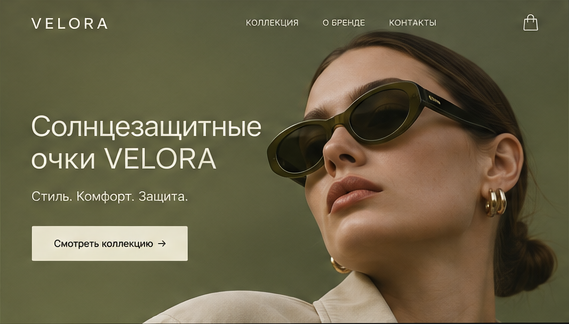 VELORA
КОЛЛЕКЦИЯ О БРЕНДЕ КОНТАКТЫ
Солнцезащитные
очки VELORA
Стиль. Комфорт. Защита.
Смотреть коллекцию →